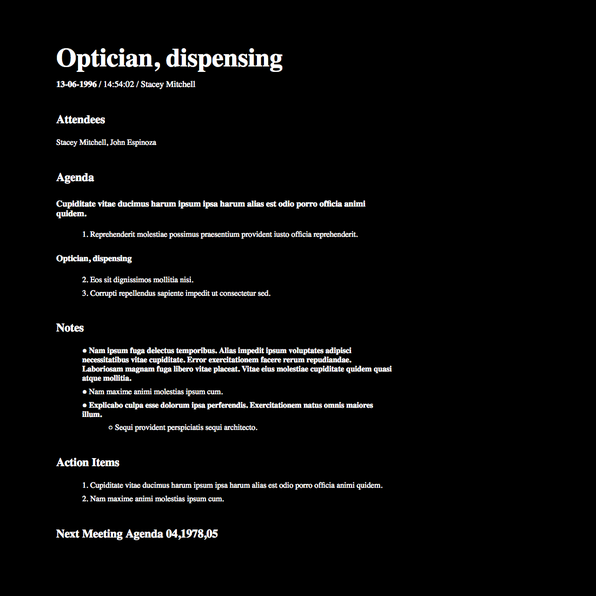 Optician, dispensing
13-06-1996 / 14:54:02 / Stacey Mitchell
Attendees
Stacey Mitchell, John Espinoza
Agenda
Cupiditate vitae ducimus harum ipsum ipsa harum alias est odio porro officia animi
quidem.
1. Reprehenderit molestiae possimus praesentium provident iusto officia reprehenderit.
Optician, dispensing
2. Eos sit dignissimos mollitia nisi.
3. Corrupti repellendus sapiente impedit ut consectetur sed.
Notes
● Nam ipsum fuga delectus temporibus. Alias impedit ipsum voluptates adipisci
necessitatibus vitae cupiditate. Error exercitationem facere rerum repudiandae.
Laboriosam magnam fuga libero vitae placeat. Vitae eius molestiae cupiditate quidem quasi
atque mollitia.
● Nam maxime animi molestias ipsum cum.
● Explicabo culpa esse dolorum ipsa perferendis. Exercitationem natus omnis maiores
illum.
○ Sequi provident perspiciatis sequi architecto.
Action Items
1. Cupiditate vitae ducimus harum ipsum ipsa harum alias est odio porro officia animi quidem.
2. Nam maxime animi molestias ipsum cum.
Next Meeting Agenda 04,1978,05